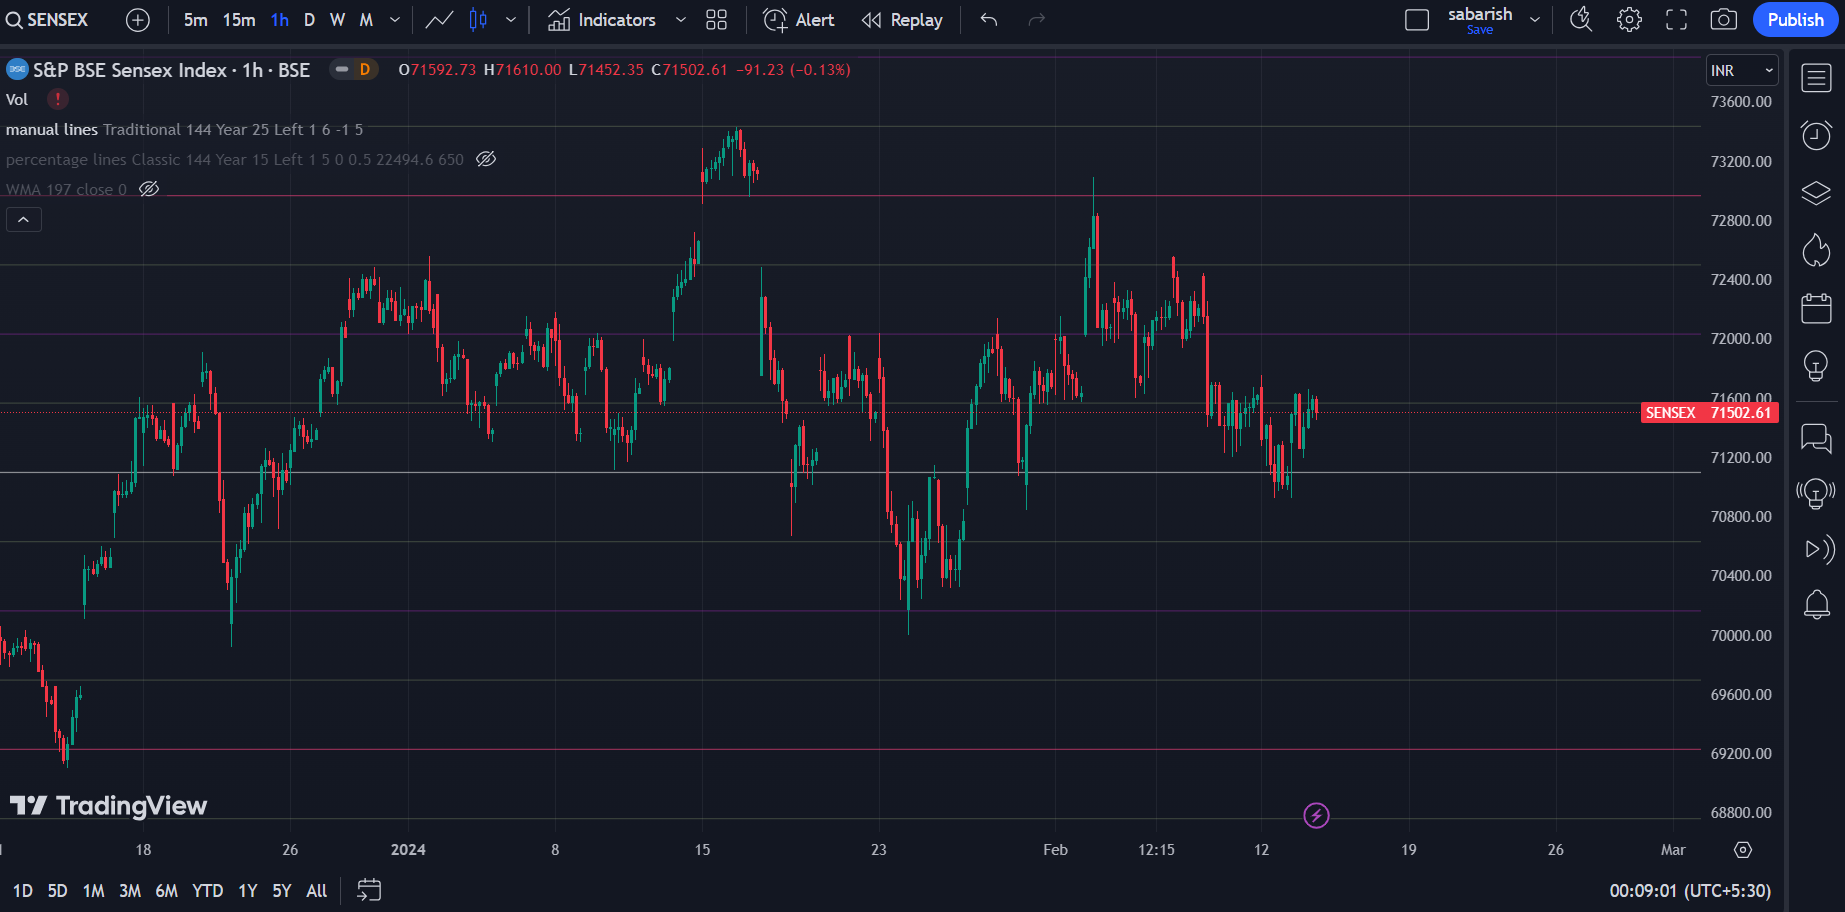 SENSEX 5m 15m 1h D W M Indicators Alert Replay sabarish Save Publish
S&P BSE Sensex Index · 1h · BSE D O71592.73 H71610.00 L71452.35 C71502.61 −91.23 (−0.13%) INR
Vol
manual lines Traditional 144 Year 25 Left 1 6 -1 5
percentage lines Classic 144 Year 15 Left 1 5 0 0.5 22494.6 650
WMA 197 close 0
73600.00
73200.00
72800.00
72400.00
72000.00
71600.00
SENSEX 71502.61
71200.00
70800.00
70400.00
70000.00
69600.00
69200.00
68800.00
TradingView
18 26 2024 8 15 23 Feb 12:15 12 19 26 Mar
1D 5D 1M 3M 6M YTD 1Y 5Y All 00:09:01 (UTC+5:30)